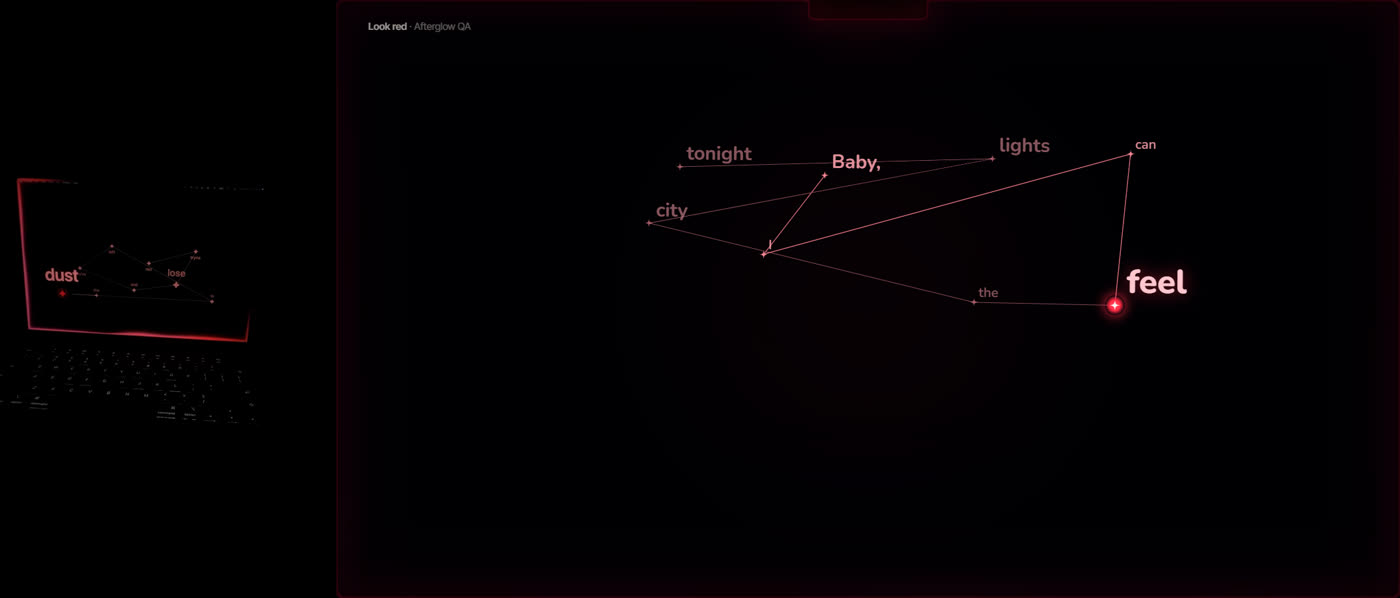 Look red · Afterglow QA
Baby,
I
can
feel
the
city
lights
tonight
dust
lose